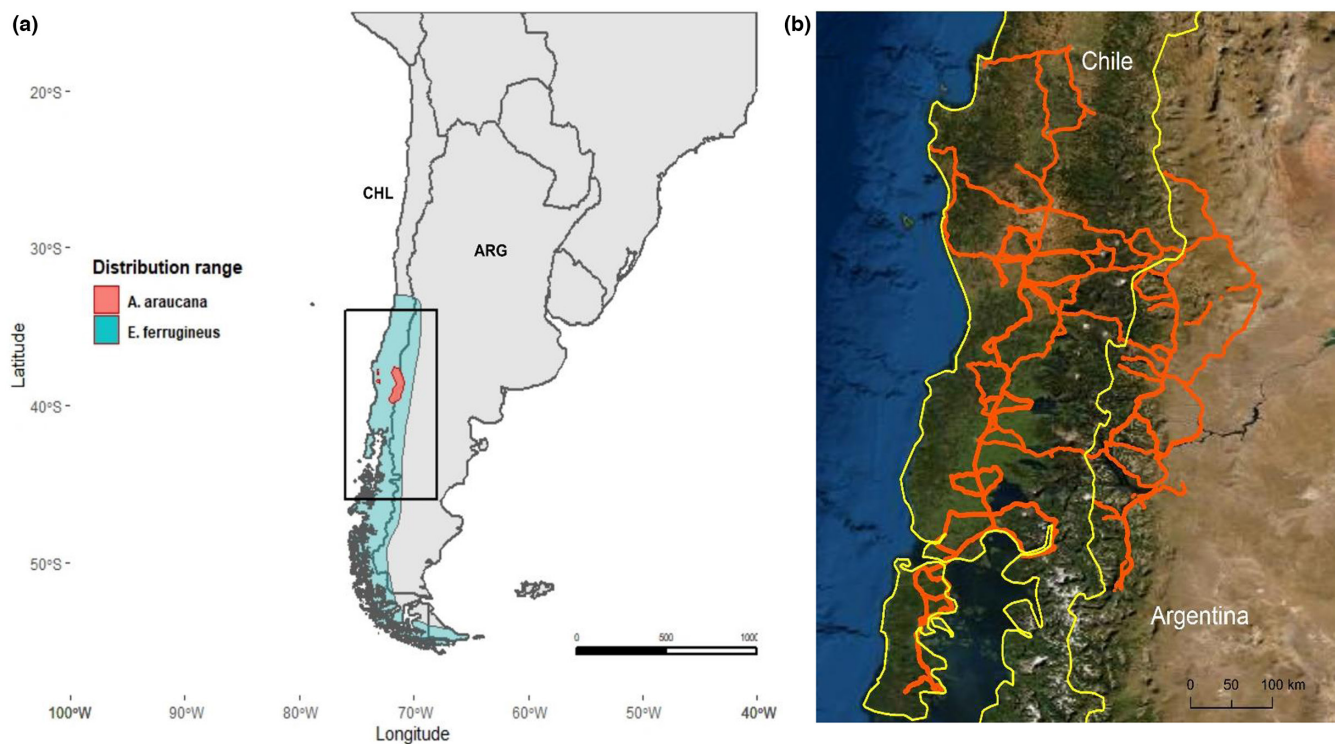 (a)
20°S
30°S
40°S
50°S
Latitude
CHL
ARG
Distribution range
A. araucana
E. ferrugineus
0 500 1000
100°W 90°W 80°W 70°W 60°W 50°W 40°W
Longitude
(b)
Chile
Argentina
0 50 100 km